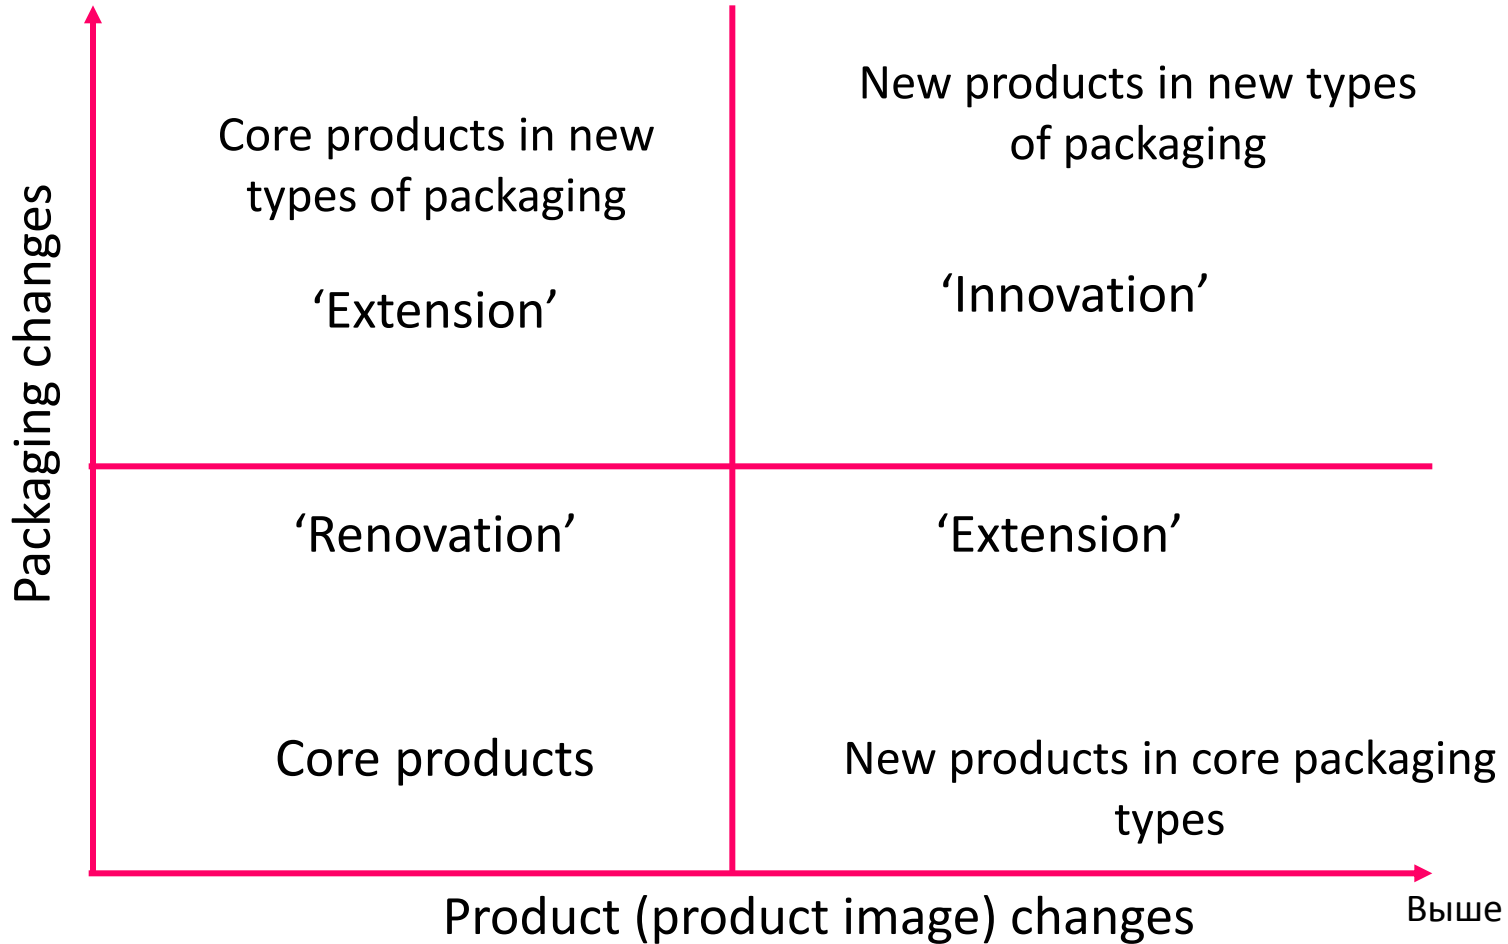 Packaging changes
Core products in new
types of packaging
‘Extension’
New products in new types
of packaging
‘Innovation’
‘Renovation’
Core products
‘Extension’
New products in core packaging
types
Product (product image) changes
Выше